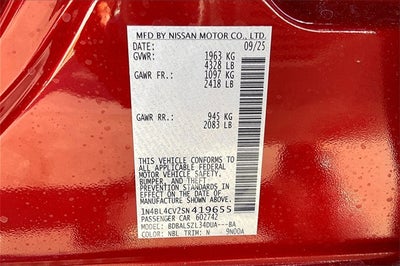 MFD BY NISSAN MOTOR CO., LTD.
DATE: 09/25
GVWR: 1963 KG
4328 LB
GAWR FR.: 1097 KG
2418 LB
GAWR RR.: 945 KG
2083 LB
THIS VEHICLE CONFORMS TO
ALL APPLICABLE FEDERAL
MOTOR VEHICLE SAFETY,
BUMPER, AND THEFT
PREVENTION STANDARDS IN
EFFECT ON THE DATE OF
MANUFACTURE SHOWN ABOVE.
1N4BL4CV2SN419655
PASSENGER CAR 602742
MODEL: BDBALSZL34DUA---BA
COLOR: NBL TRIM: N 9N00A